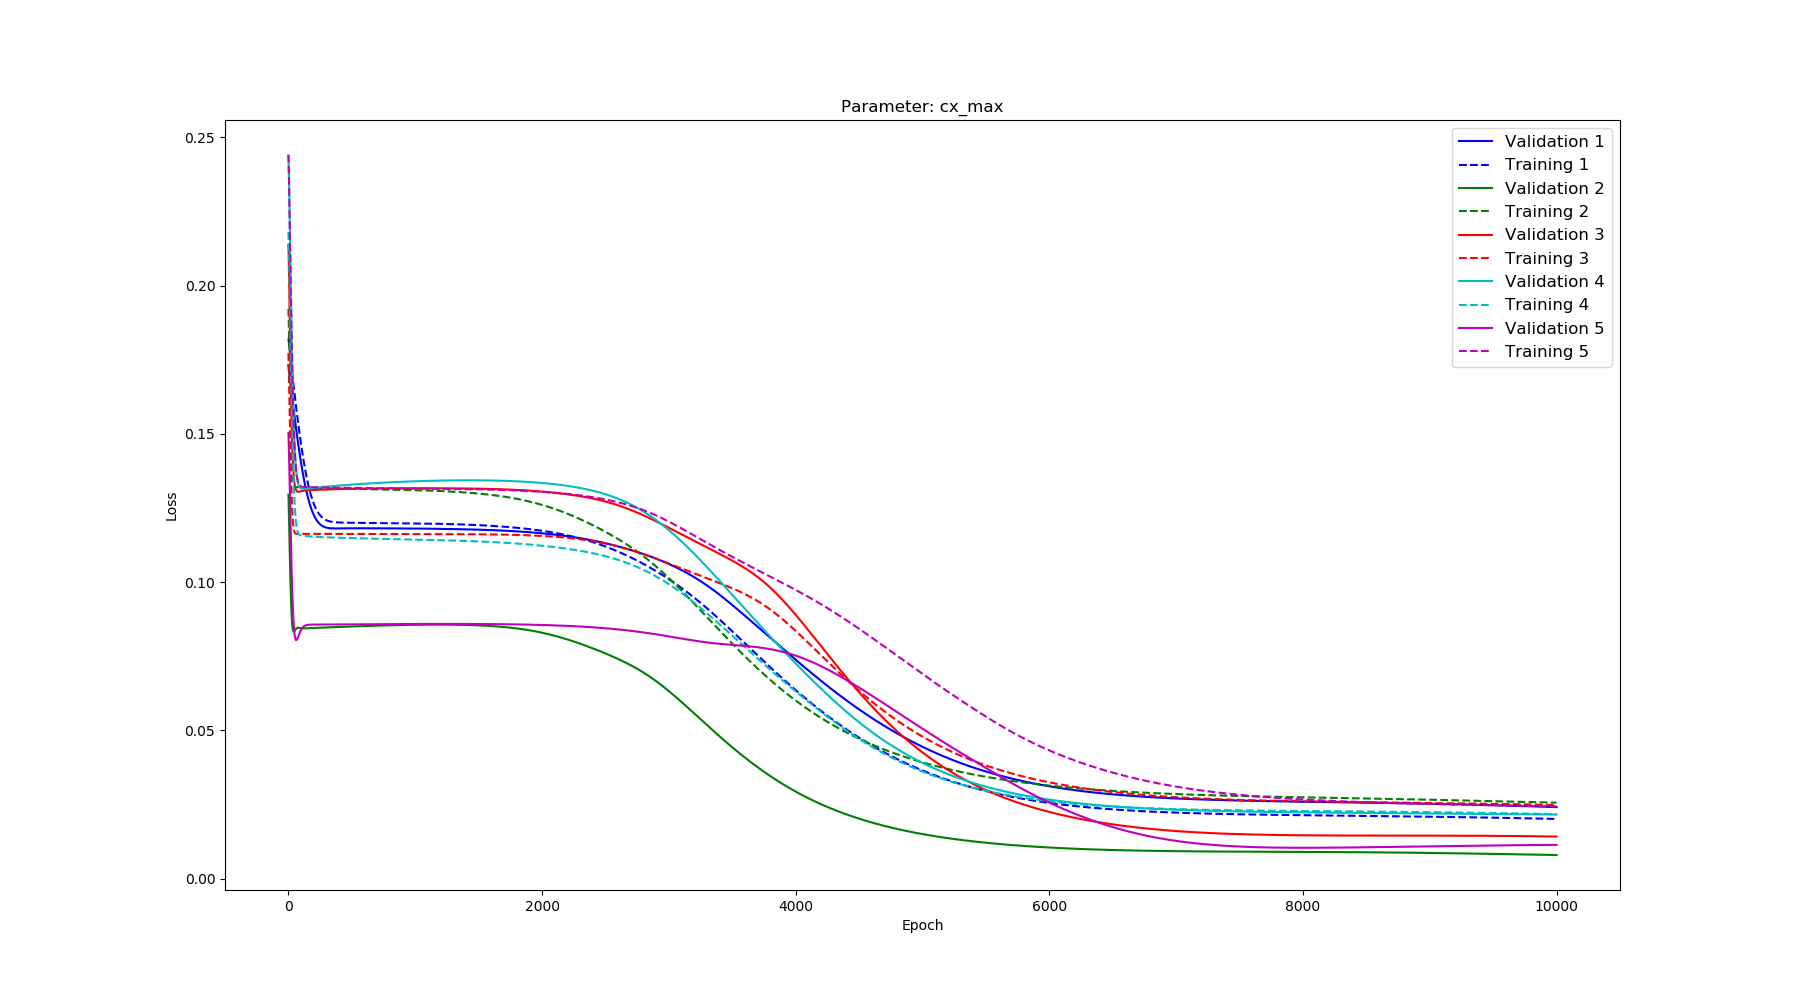 Parameter: cx_max
0.25
0.20
0.15
0.10
0.05
0.00
Loss
Validation 1
Training 1
Validation 2
Training 2
Validation 3
Training 3
Validation 4
Training 4
Validation 5
Training 5
0 2000 4000 6000 8000 10000
Epoch